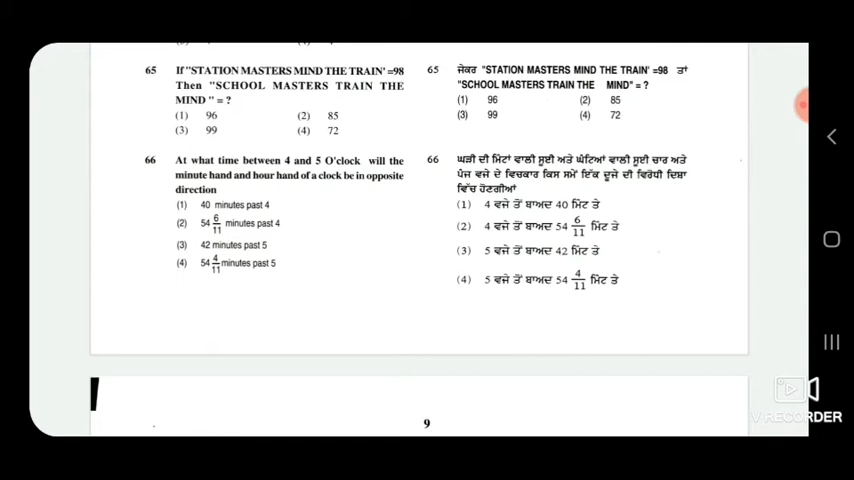 65 If "STATION MASTERS MIND THE TRAIN' =98
Then "SCHOOL MASTERS TRAIN THE
MIND " = ?
(1) 96 (2) 85
(3) 99 (4) 72
66 At what time between 4 and 5 O'clock will the
minute hand and hour hand of a clock be in opposite
direction
(1) 40 minutes past 4
(2) 54 6/11 minutes past 4
(3) 42 minutes past 5
(4) 54 4/11 minutes past 5
65 ਜੇਕਰ "STATION MASTERS MIND THE TRAIN' =98 ਤਾਂ
"SCHOOL MASTERS TRAIN THE MIND" = ?
(1) 96 (2) 85
(3) 99 (4) 72
66 ਘੜੀ ਦੀ ਮਿੰਟਾਂ ਵਾਲੀ ਸੂਈ ਅਤੇ ਘੰਟਿਆਂ ਵਾਲੀ ਸੂਈ ਚਾਰ ਅਤੇ
ਪੰਜ ਵਜੇ ਦੇ ਵਿਚਕਾਰ ਕਿਸ ਸਮੇਂ ਇੱਕ ਦੂਜੇ ਦੀ ਵਿਰੋਧੀ ਦਿਸ਼ਾ
ਵਿੱਚ ਹੋਣਗੀਆਂ
(1) 4 ਵਜੇ ਤੋਂ ਬਾਅਦ 40 ਮਿੰਟ ਤੇ
(2) 4 ਵਜੇ ਤੋਂ ਬਾਅਦ 54 6/11 ਮਿੰਟ ਤੇ
(3) 5 ਵਜੇ ਤੋਂ ਬਾਅਦ 42 ਮਿੰਟ ਤੇ
(4) 5 ਵਜੇ ਤੋਂ ਬਾਅਦ 54 4/11 ਮਿੰਟ ਤੇ
9
V RECORDER